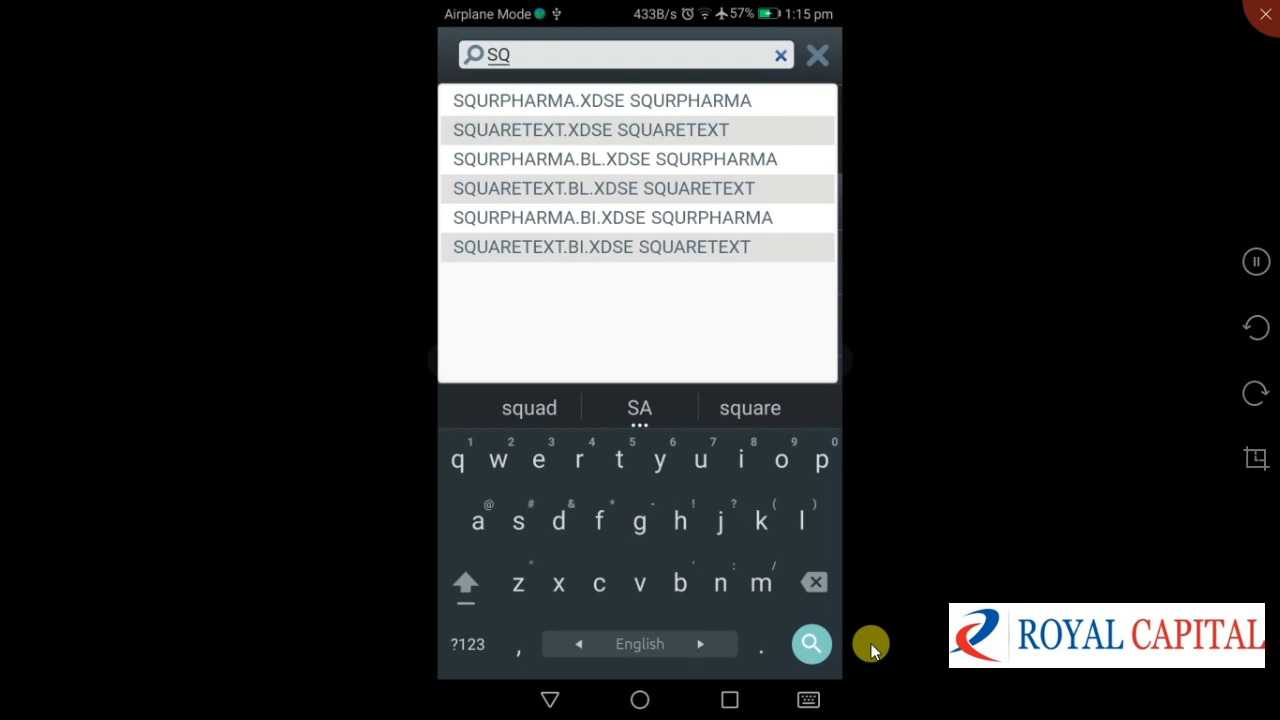 Airplane Mode 433B/s 57% 1:15 pm
SQ
SQURPHARMA.XDSE SQURPHARMA
SQUARETEXT.XDSE SQUARETEXT
SQURPHARMA.BL.XDSE SQURPHARMA
SQUARETEXT.BL.XDSE SQUARETEXT
SQURPHARMA.BI.XDSE SQURPHARMA
SQUARETEXT.BI.XDSE SQUARETEXT
squad SA square
1 2 3 4 5 6 7 8 9 0
q w e r t y u i o p
@ # & * - ! ? ( )
a s d f g h j k l
" ' : /
z x c v b n m
?123 , English .
ROYAL CAPITAL